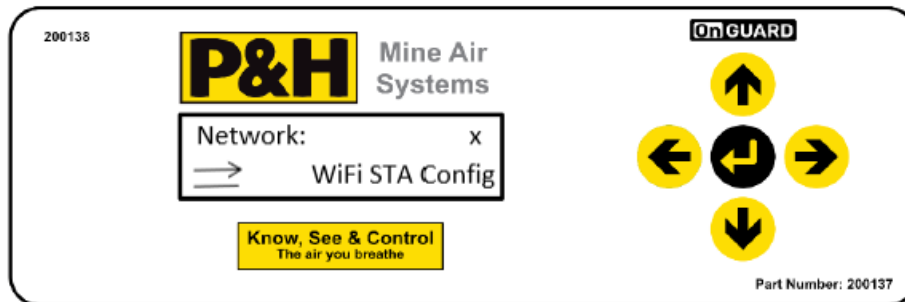 200138
P&H
Mine Air
Systems
OnGUARD
Network: x
WiFi STA Config
Know, See & Control
The air you breathe
Part Number: 200137